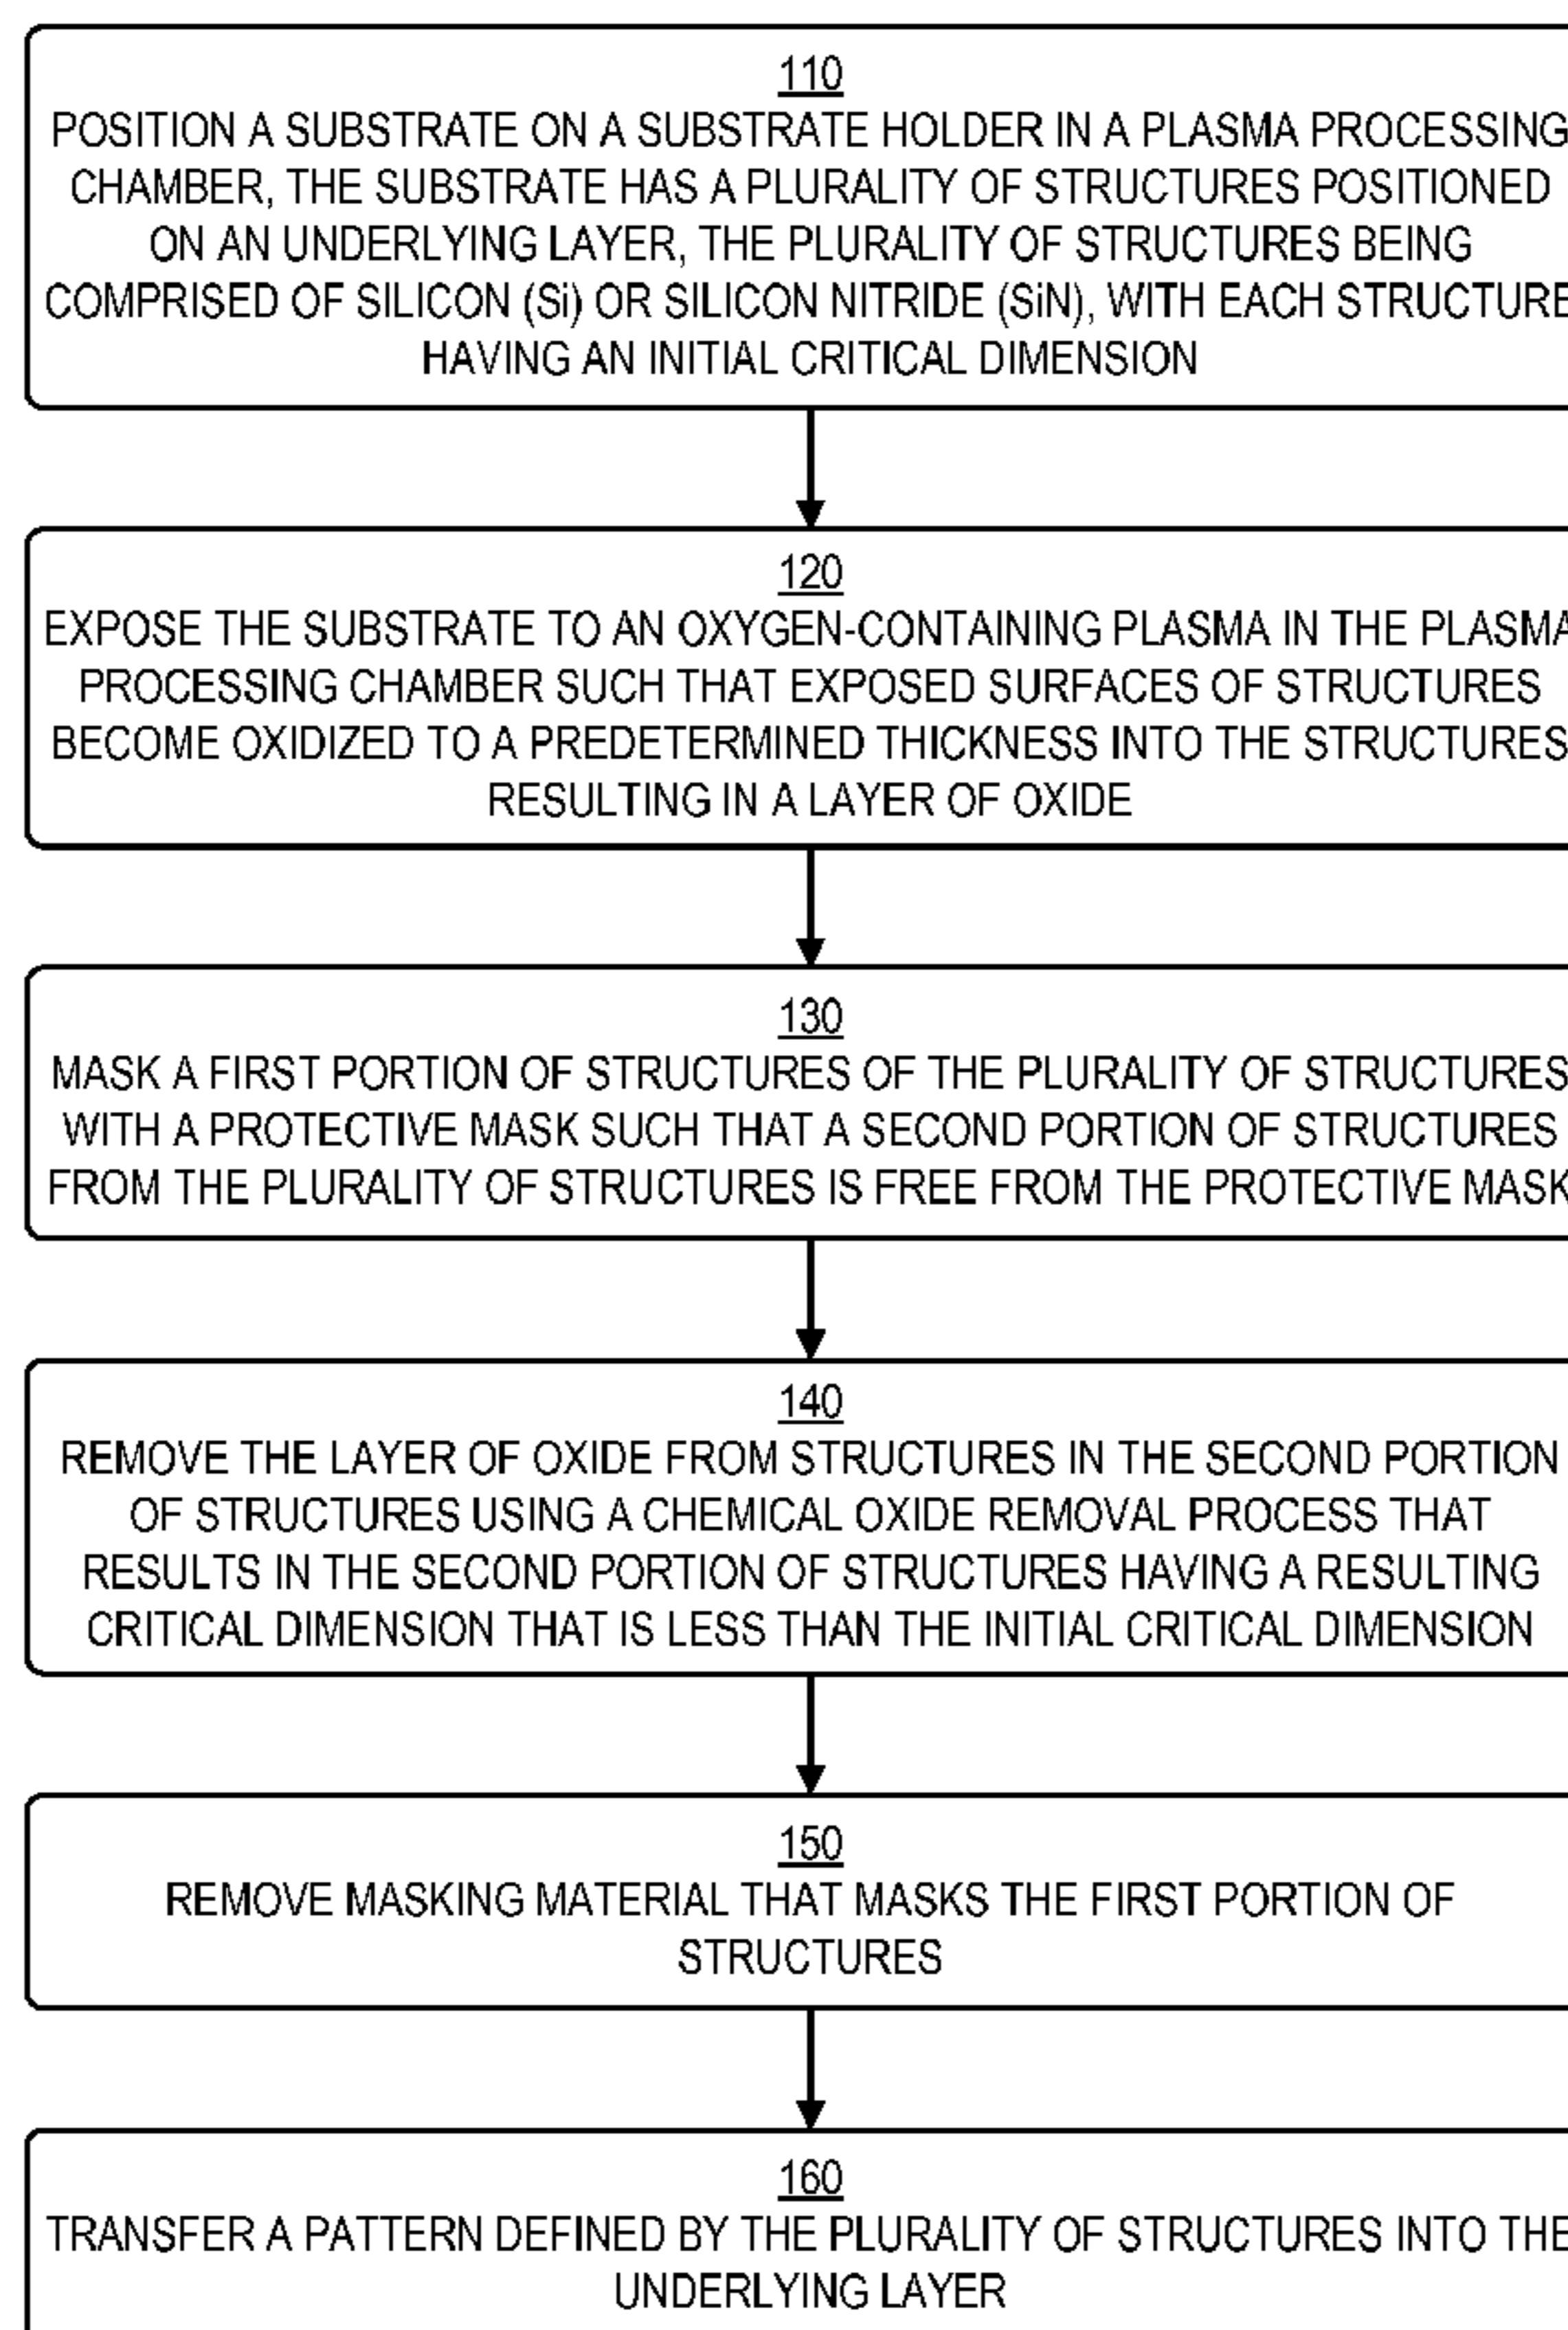 110
POSITION A SUBSTRATE ON A SUBSTRATE HOLDER IN A PLASMA PROCESSING
CHAMBER, THE SUBSTRATE HAS A PLURALITY OF STRUCTURES POSITIONED
ON AN UNDERLYING LAYER, THE PLURALITY OF STRUCTURES BEING
COMPRISED OF SILICON (Si) OR SILICON NITRIDE (SiN), WITH EACH STRUCTURE
HAVING AN INITIAL CRITICAL DIMENSION
120
EXPOSE THE SUBSTRATE TO AN OXYGEN-CONTAINING PLASMA IN THE PLASMA
PROCESSING CHAMBER SUCH THAT EXPOSED SURFACES OF STRUCTURES
BECOME OXIDIZED TO A PREDETERMINED THICKNESS INTO THE STRUCTURES
RESULTING IN A LAYER OF OXIDE
130
MASK A FIRST PORTION OF STRUCTURES OF THE PLURALITY OF STRUCTURES
WITH A PROTECTIVE MASK SUCH THAT A SECOND PORTION OF STRUCTURES
FROM THE PLURALITY OF STRUCTURES IS FREE FROM THE PROTECTIVE MASK
140
REMOVE THE LAYER OF OXIDE FROM STRUCTURES IN THE SECOND PORTION
OF STRUCTURES USING A CHEMICAL OXIDE REMOVAL PROCESS THAT
RESULTS IN THE SECOND PORTION OF STRUCTURES HAVING A RESULTING
CRITICAL DIMENSION THAT IS LESS THAN THE INITIAL CRITICAL DIMENSION
150
REMOVE MASKING MATERIAL THAT MASKS THE FIRST PORTION OF
STRUCTURES
160
TRANSFER A PATTERN DEFINED BY THE PLURALITY OF STRUCTURES INTO THE
UNDERLYING LAYER